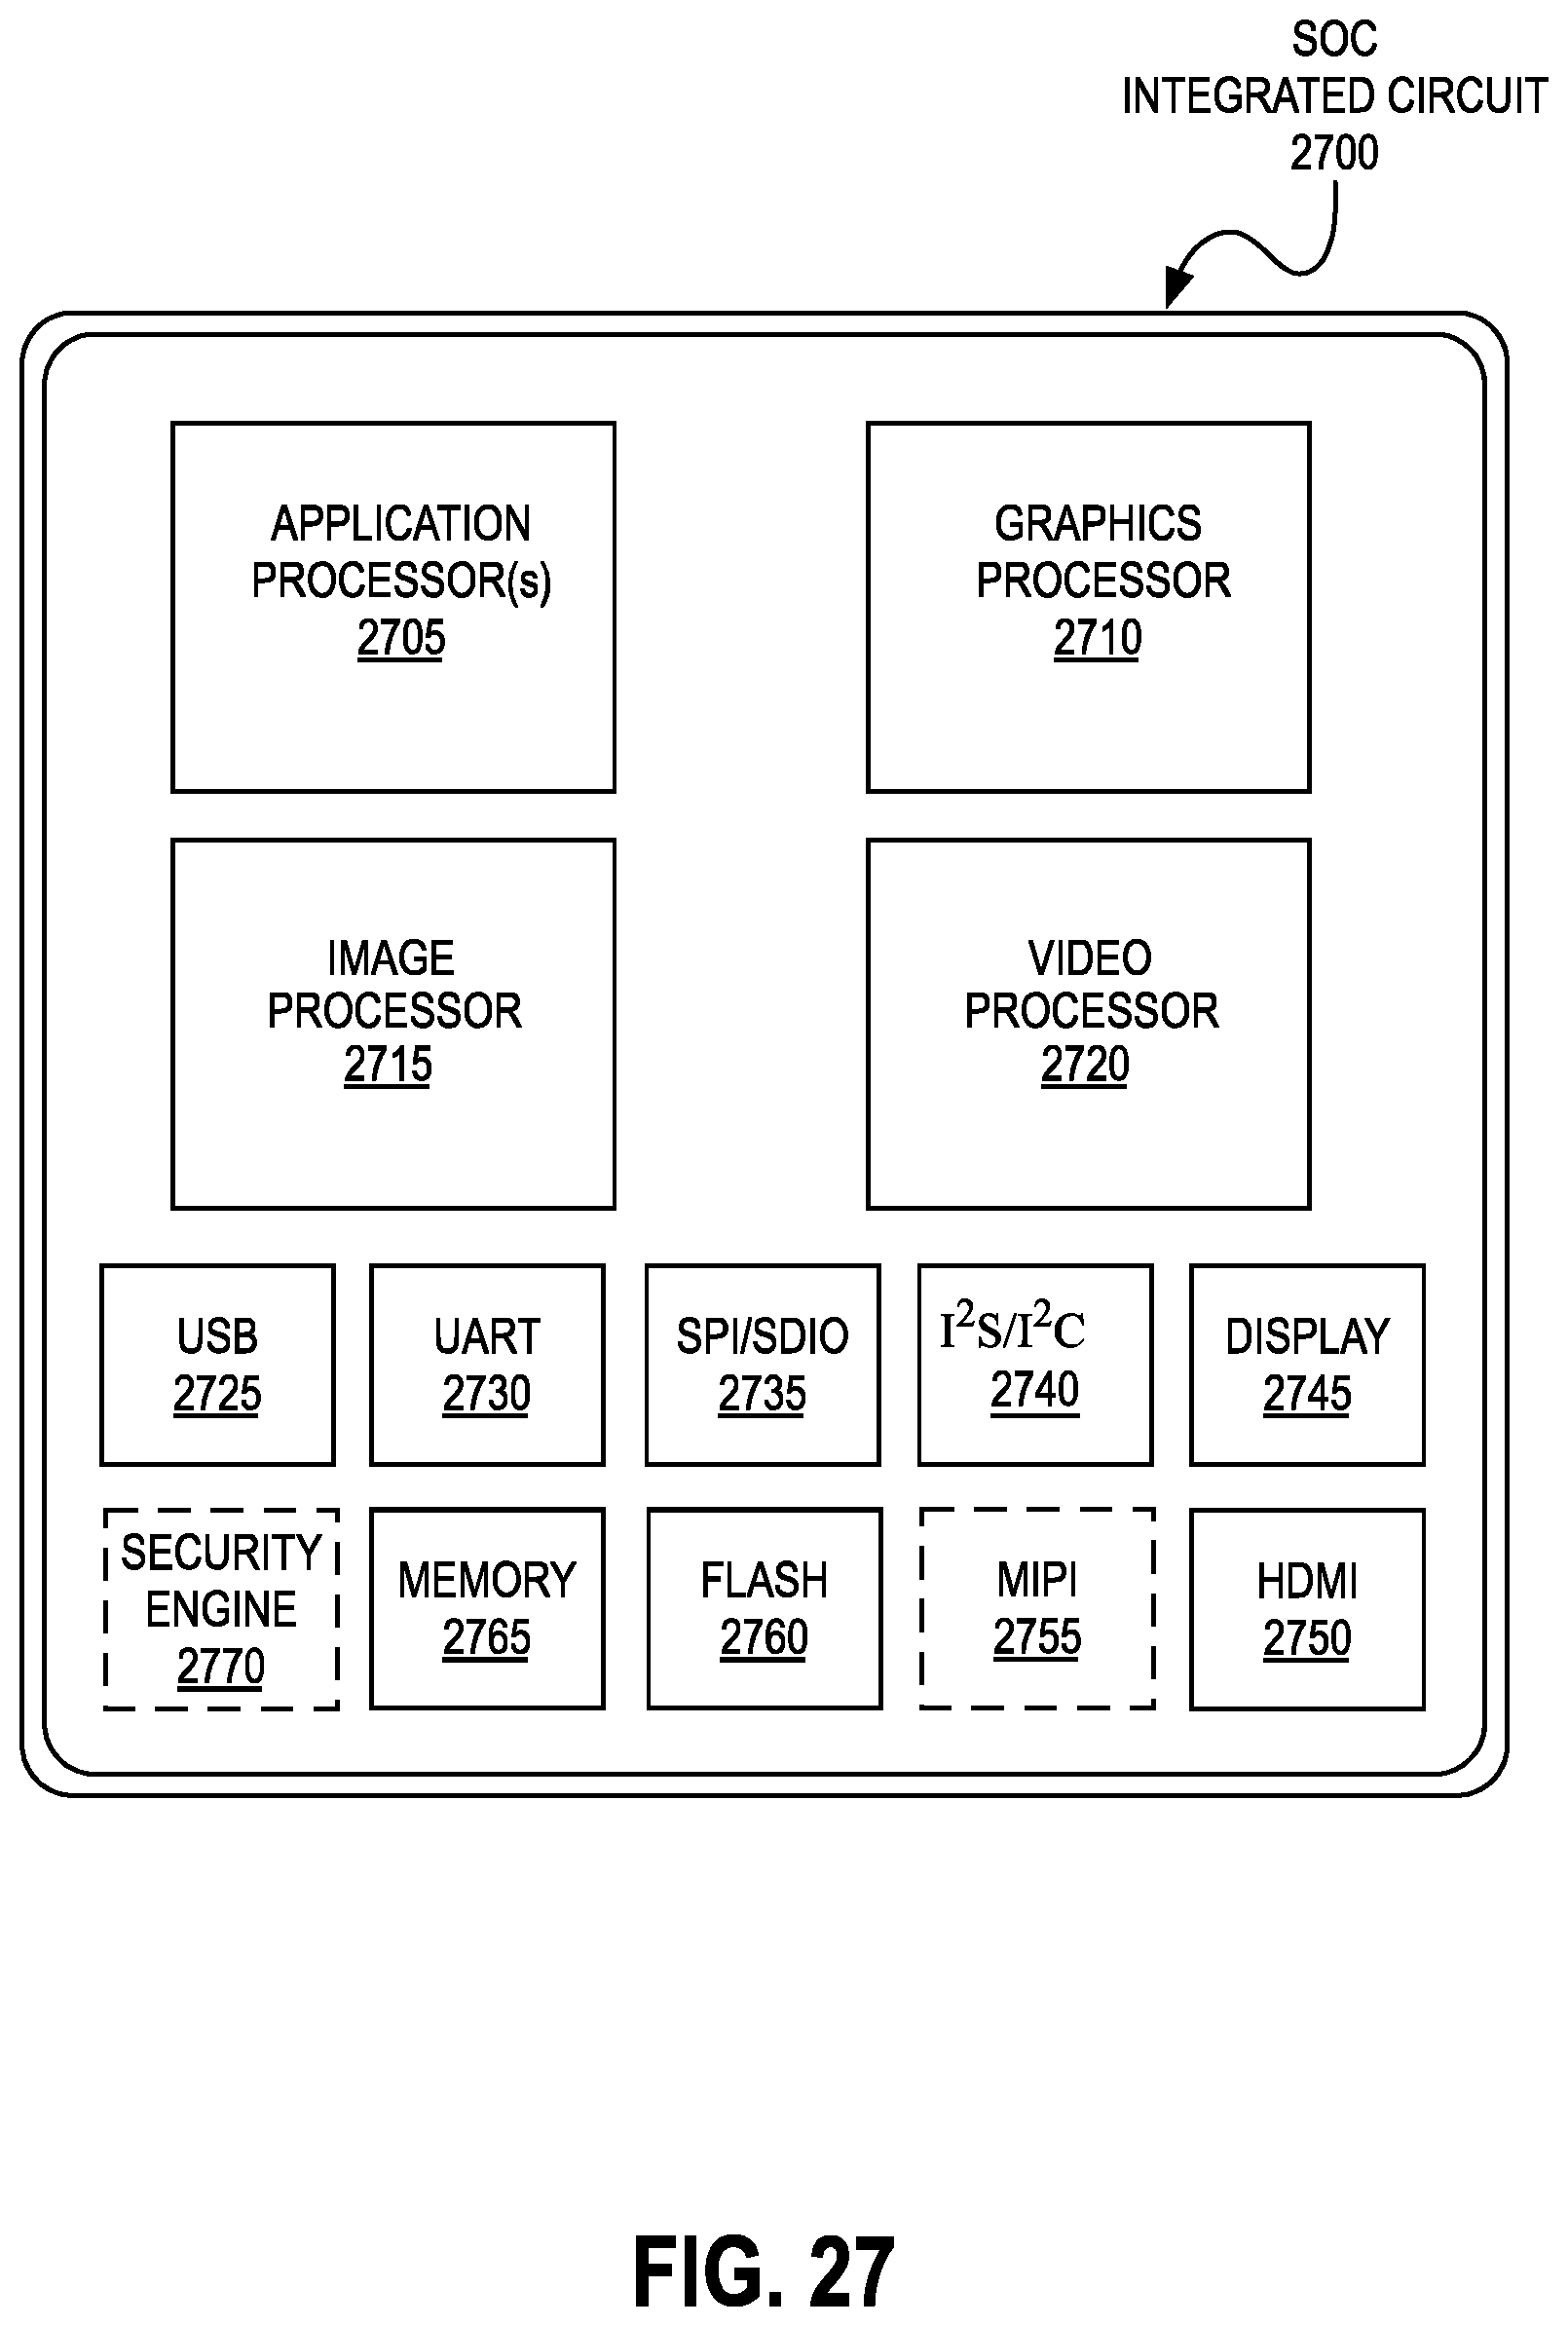 SOC
INTEGRATED CIRCUIT
2700
APPLICATION
PROCESSOR(s)
2705
GRAPHICS
PROCESSOR
2710
IMAGE
PROCESSOR
2715
VIDEO
PROCESSOR
2720
USB
2725
UART
2730
SPI/SDIO
2735
I²S/I²C
2740
DISPLAY
2745
SECURITY
ENGINE
2770
MEMORY
2765
FLASH
2760
MIPI
2755
HDMI
2750
FIG. 27